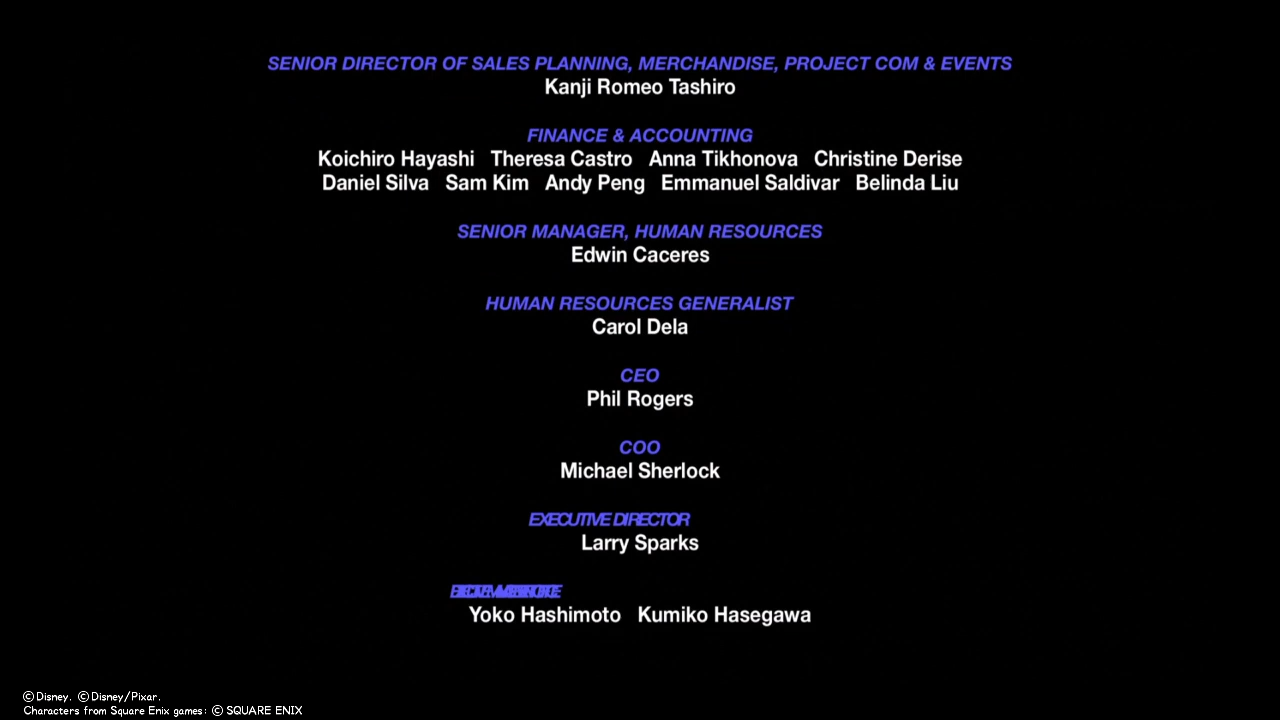 SENIOR DIRECTOR OF SALES PLANNING, MERCHANDISE, PROJECT COM & EVENTS
Kanji Romeo Tashiro
FINANCE & ACCOUNTING
Koichiro Hayashi Theresa Castro Anna Tikhonova Christine Derise
Daniel Silva Sam Kim Andy Peng Emmanuel Saldivar Belinda Liu
SENIOR MANAGER, HUMAN RESOURCES
Edwin Caceres
HUMAN RESOURCES GENERALIST
Carol Dela
CEO
Phil Rogers
COO
Michael Sherlock
EXECUTIVE DIRECTOR
Larry Sparks
Yoko Hashimoto Kumiko Hasegawa
©Disney. ©Disney/Pixar.
Characters from Square Enix games: © SQUARE ENIX